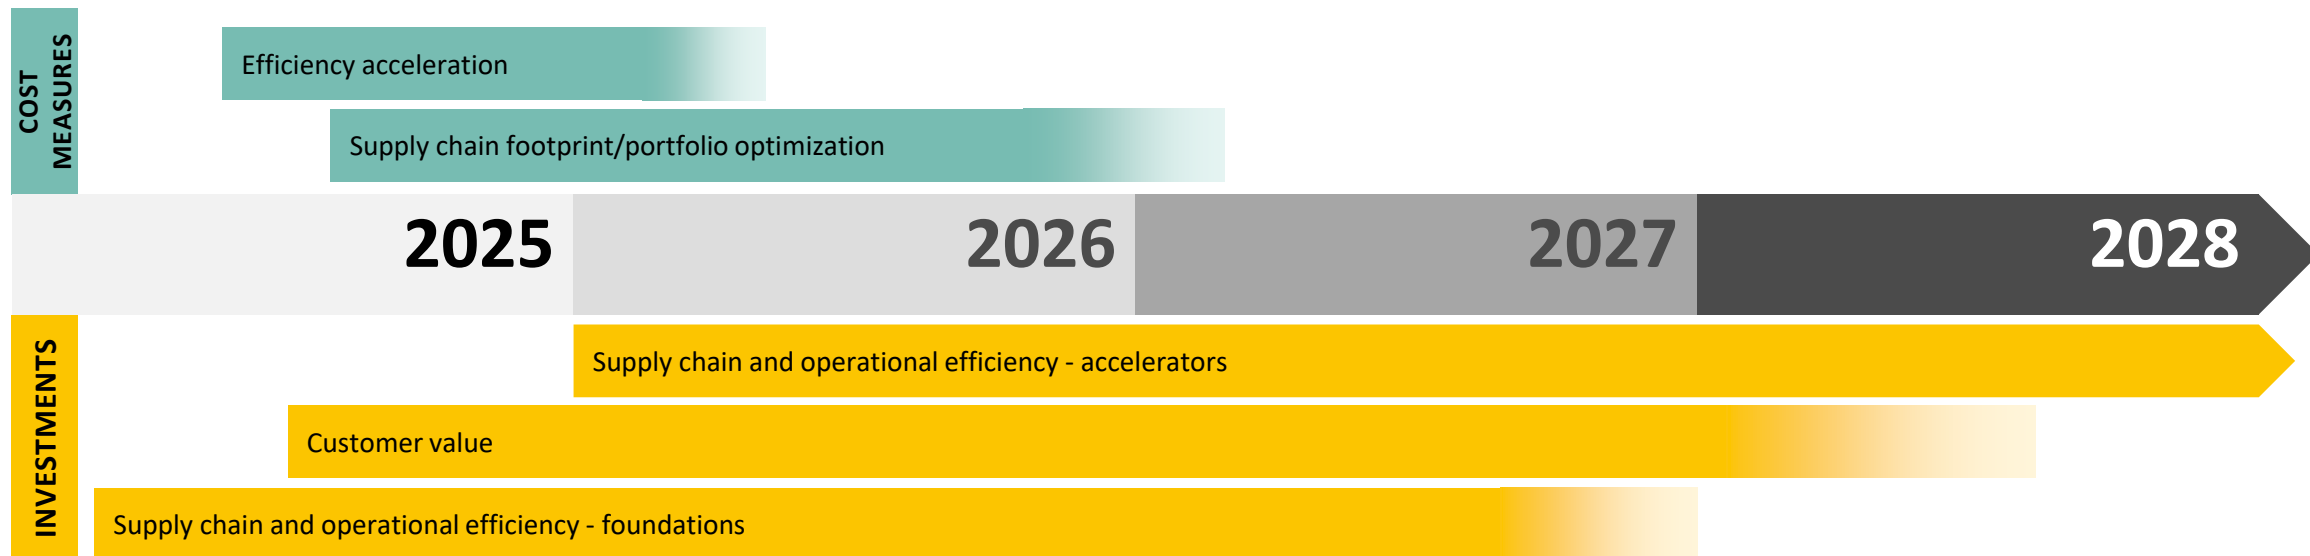 COST
MEASURES
Efficiency acceleration
Supply chain footprint/portfolio optimization
2025
2026
2027
2028
INVESTMENTS
Supply chain and operational efficiency - accelerators
Customer value
Supply chain and operational efficiency - foundations